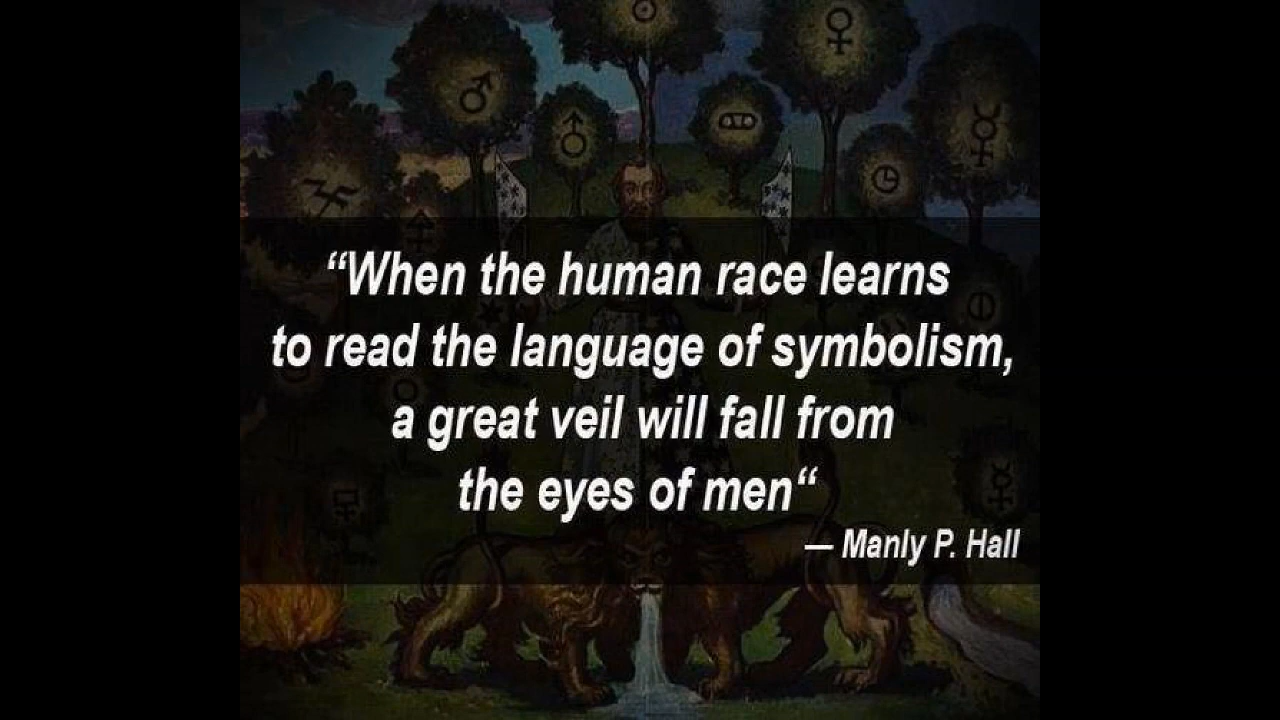 “When the human race learns
to read the language of symbolism,
a great veil will fall from
the eyes of men“
— Manly P. Hall